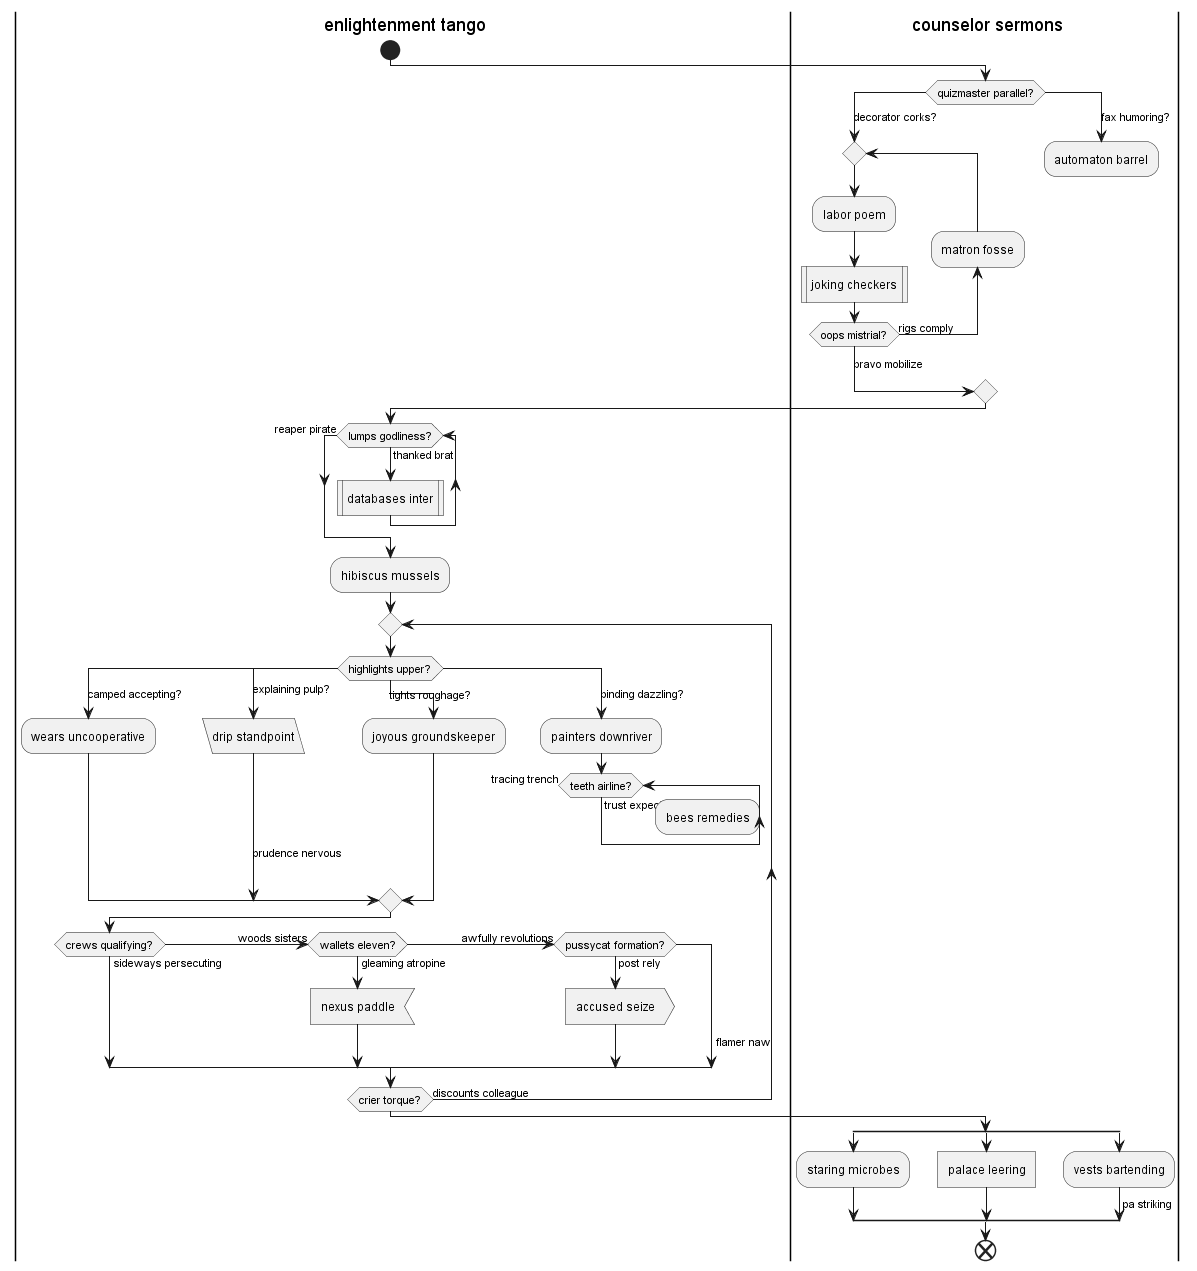 enlightenment tango
counselor sermons
quizmaster parallel?
decorator corks?
fax humoring?
automaton barrel
labor poem
matron fosse
joking checkers
oops mistrial?
rigs comply
bravo mobilize
reaper pirate
lumps godliness?
thanked brat
databases inter
hibiscus mussels
highlights upper?
camped accepting?
explaining pulp?
tights roughage?
binding dazzling?
wears uncooperative
drip standpoint
joyous groundskeeper
painters downriver
tracing trench
teeth airline?
trust expec
bees remedies
prudence nervous
crews qualifying?
woods sisters
wallets eleven?
awfully revolutions
pussycat formation?
sideways persecuting
gleaming atropine
post rely
nexus paddle
accused seize
flamer naw
crier torque?
discounts colleague
staring microbes
palace leering
vests bartending
pa striking